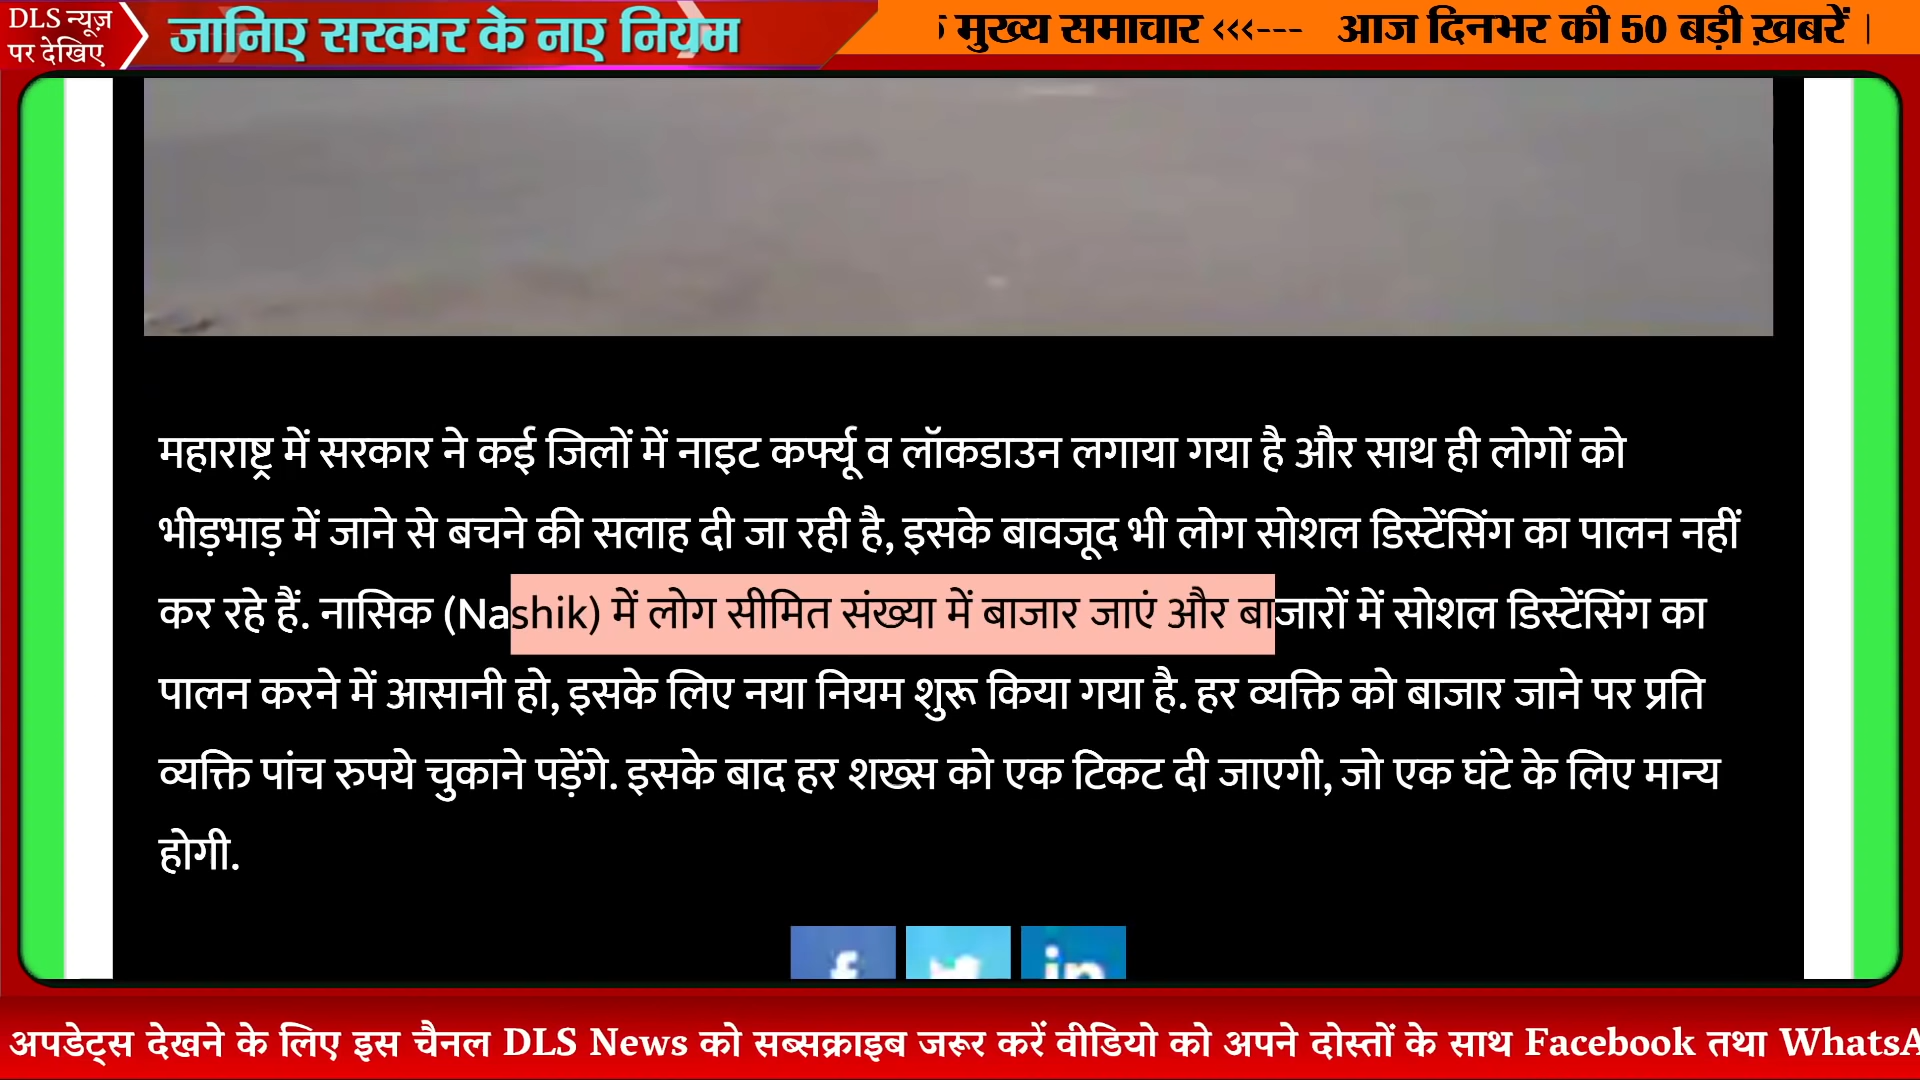 DLS न्यूज़
पर देखिए
जानिए सरकार के नए नियम
मुख्य समाचार <<<--- आज दिनभर की 50 बड़ी ख़बरें |
महाराष्ट्र में सरकार ने कई जिलों में नाइट कर्फ्यू व लॉकडाउन लगाया गया है और साथ ही लोगों को
भीड़भाड़ में जाने से बचने की सलाह दी जा रही है, इसके बावजूद भी लोग सोशल डिस्टेंसिंग का पालन नहीं
कर रहे हैं. नासिक (Nashik) में लोग सीमित संख्या में बाजार जाएं और बाजारों में सोशल डिस्टेंसिंग का
पालन करने में आसानी हो, इसके लिए नया नियम शुरू किया गया है. हर व्यक्ति को बाजार जाने पर प्रति
व्यक्ति पांच रुपये चुकाने पड़ेंगे. इसके बाद हर शख्स को एक टिकट दी जाएगी, जो एक घंटे के लिए मान्य
होगी.
f in
अपडेट्स देखने के लिए इस चैनल DLS News को सब्सक्राइब जरूर करें वीडियो को अपने दोस्तों के साथ Facebook तथा WhatsA